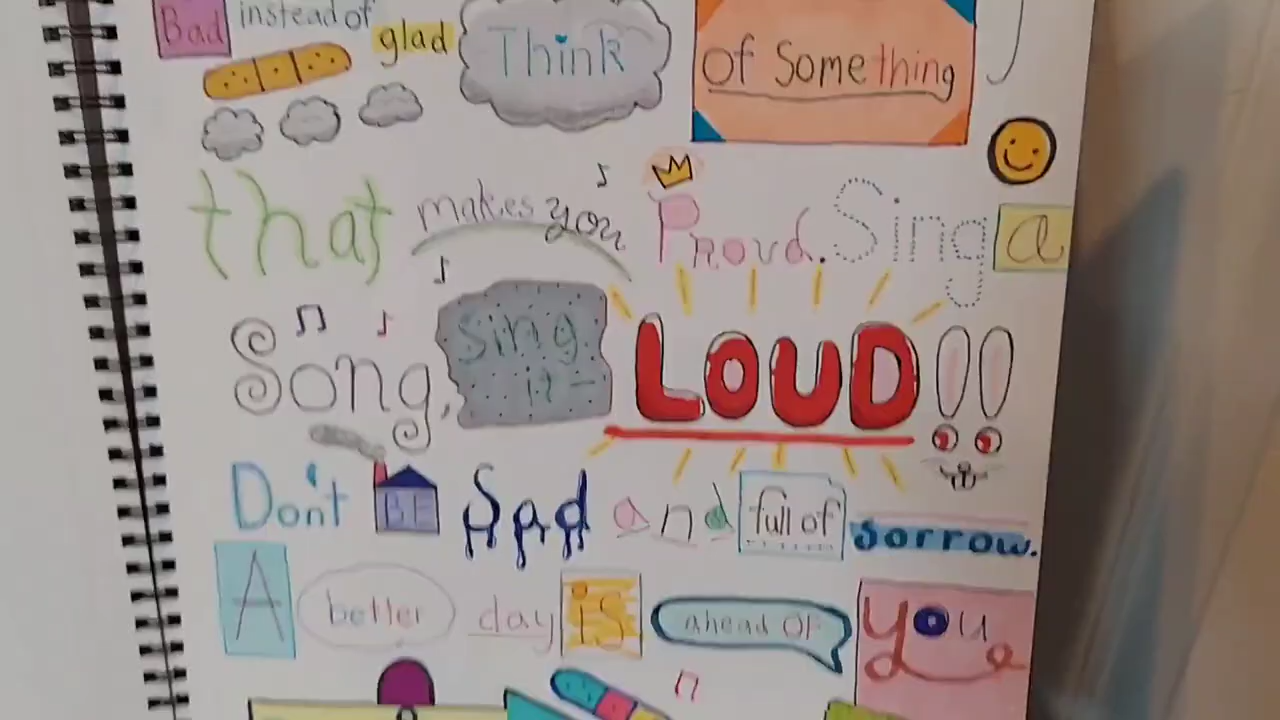 Bad instead of glad Think of Something
that makes you Proud. Sing a
Song, Sing it - LOUD!!
Don't BE Sad and full of sorrow.
A better day is ahead OF you